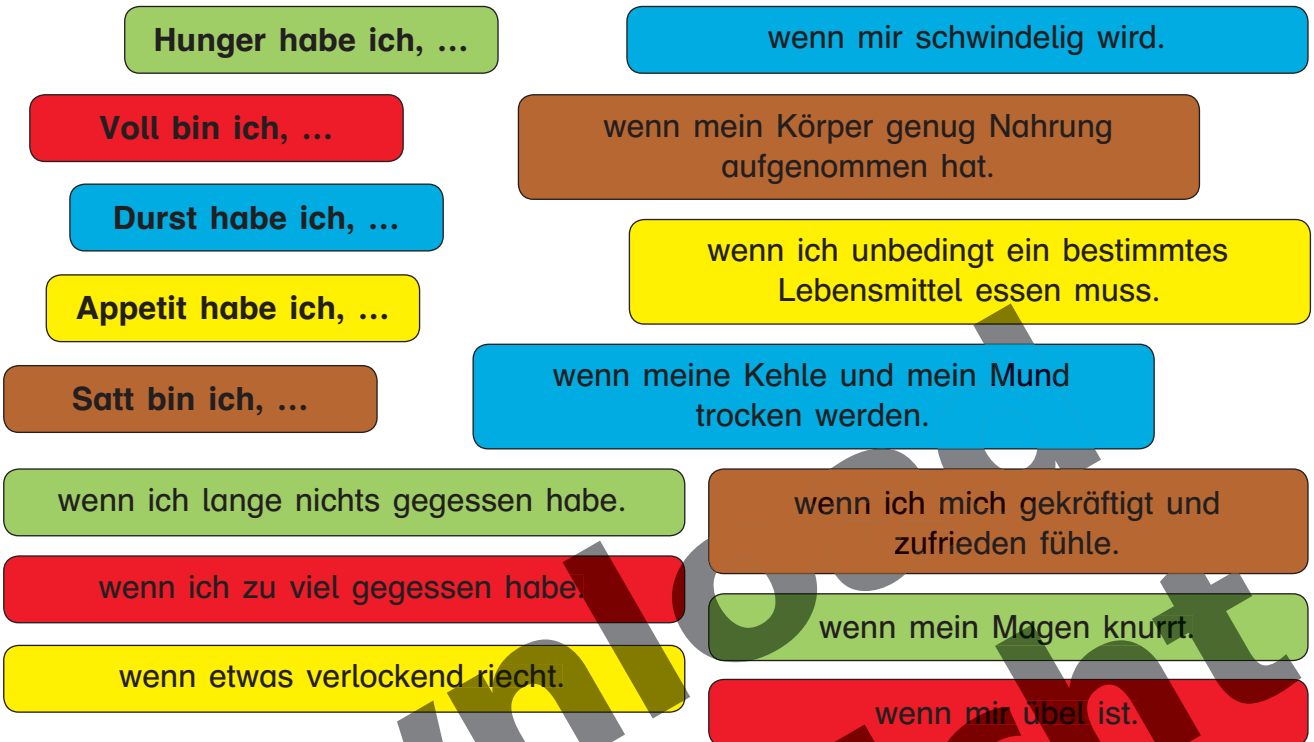 Hunger habe ich, …
wenn mir schwindelig wird.
Voll bin ich, …
wenn mein Körper genug Nahrung
aufgenommen hat.
Durst habe ich, …
wenn ich unbedingt ein bestimmtes
Lebensmittel essen muss.
Appetit habe ich, …
wenn meine Kehle und mein Mund
trocken werden.
Satt bin ich, …
wenn ich lange nichts gegessen habe.
wenn ich mich gekräftigt und
zufrieden fühle.
wenn ich zu viel gegessen habe.
wenn mein Magen knurrt.
wenn etwas verlockend riecht.
wenn mir übel ist.